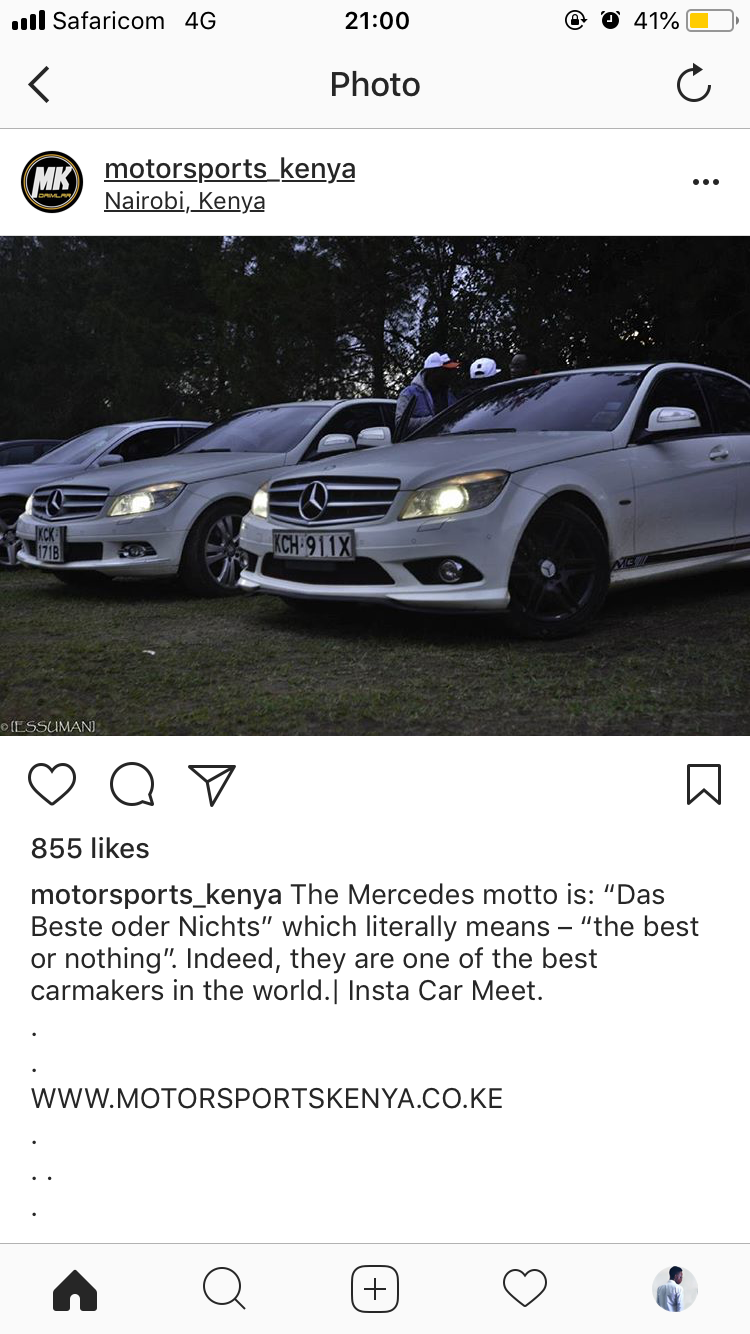 Safaricom 4G 21:00 41%
Photo
MK
motorsports_kenya
Nairobi, Kenya
KCK
171B
KCH 911X
© [ESSUMAN]
855 likes
motorsports_kenya The Mercedes motto is: “Das
Beste oder Nichts” which literally means – “the best
or nothing”. Indeed, they are one of the best
carmakers in the world.| Insta Car Meet.
.
.
WWW.MOTORSPORTSKENYA.CO.KE
.
. .
.